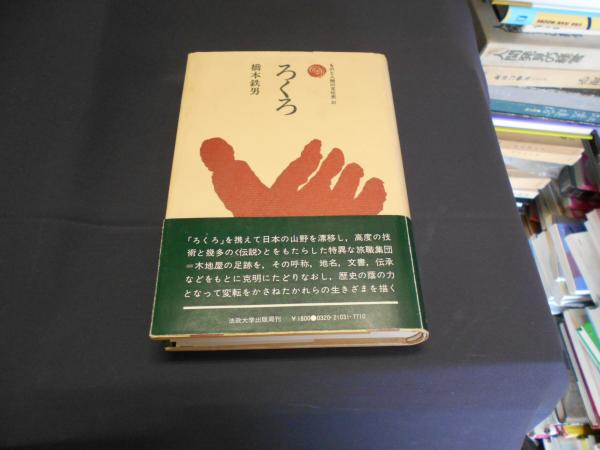 ものと人間の文化史 31
ろくろ
橋本鉄男
「ろくろ」を携えて日本の山野を漂移し，高度の技
術と幾多の〈伝説〉とをもたらした特異な旅職集団
＝木地屋の足跡を，その呼称，地名，文書，伝承
などをもとに克明にたどりなおし，歴史の蔭の力
となって変転をかさねたかれらの生きざまを描く
法政大学出版局刊 ￥1800●0320-21031-7710